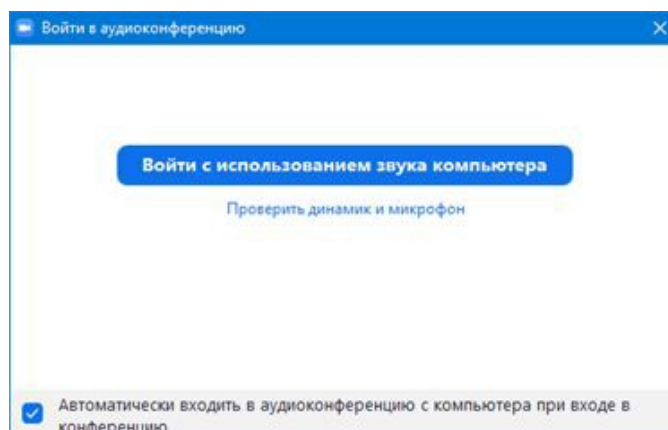 Войти в аудиоконференцию
Войти с использованием звука компьютера
Проверить динамик и микрофон
Автоматически входить в аудиоконференцию с компьютера при входе в
конференцию